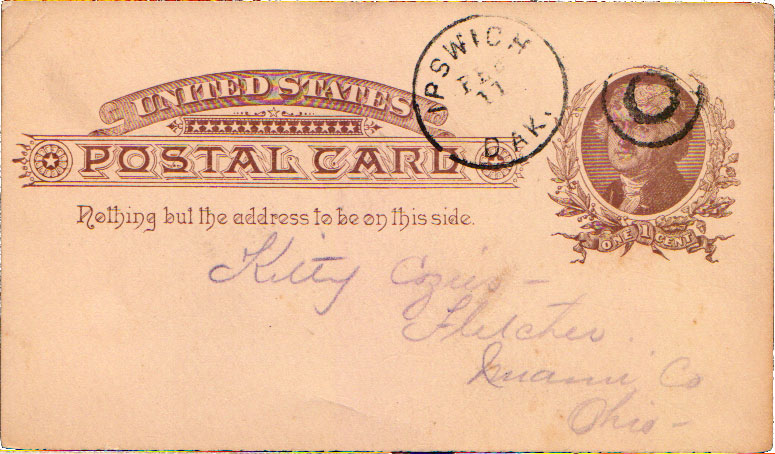 IPSWICH
DAK.
UNITED STATES
POSTAL CARD
Nothing but the address to be on this side.
ONE 1 CENT
Kitty
Fletcher
Miami Co
Ohio -